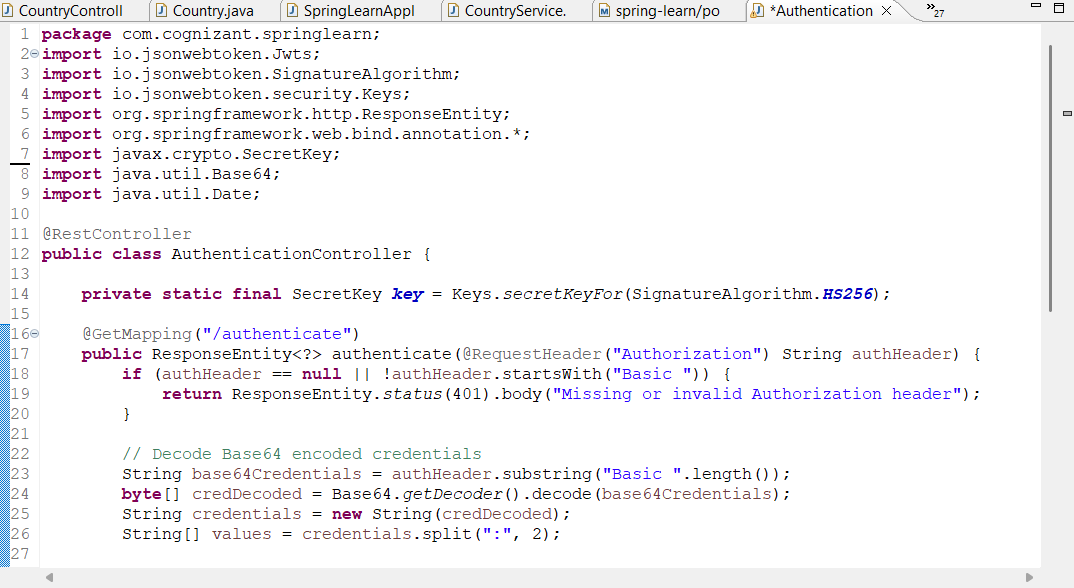 CountryControll Country.java SpringLearnAppl CountryService. spring-learn/po *Authentication »27
1 package com.cognizant.springlearn;
2 import io.jsonwebtoken.Jwts;
3 import io.jsonwebtoken.SignatureAlgorithm;
4 import io.jsonwebtoken.security.Keys;
5 import org.springframework.http.ResponseEntity;
6 import org.springframework.web.bind.annotation.*;
7 import javax.crypto.SecretKey;
8 import java.util.Base64;
9 import java.util.Date;
10
11 @RestController
12 public class AuthenticationController {
13
14     private static final SecretKey key = Keys.secretKeyFor(SignatureAlgorithm.HS256);
15
16     @GetMapping("/authenticate")
17     public ResponseEntity<?> authenticate(@RequestHeader("Authorization") String authHeader) {
18         if (authHeader == null || !authHeader.startsWith("Basic ")) {
19             return ResponseEntity.status(401).body("Missing or invalid Authorization header");
20         }
21
22         // Decode Base64 encoded credentials
23         String base64Credentials = authHeader.substring("Basic ".length());
24         byte[] credDecoded = Base64.getDecoder().decode(base64Credentials);
25         String credentials = new String(credDecoded);
26         String[] values = credentials.split(":", 2);
27